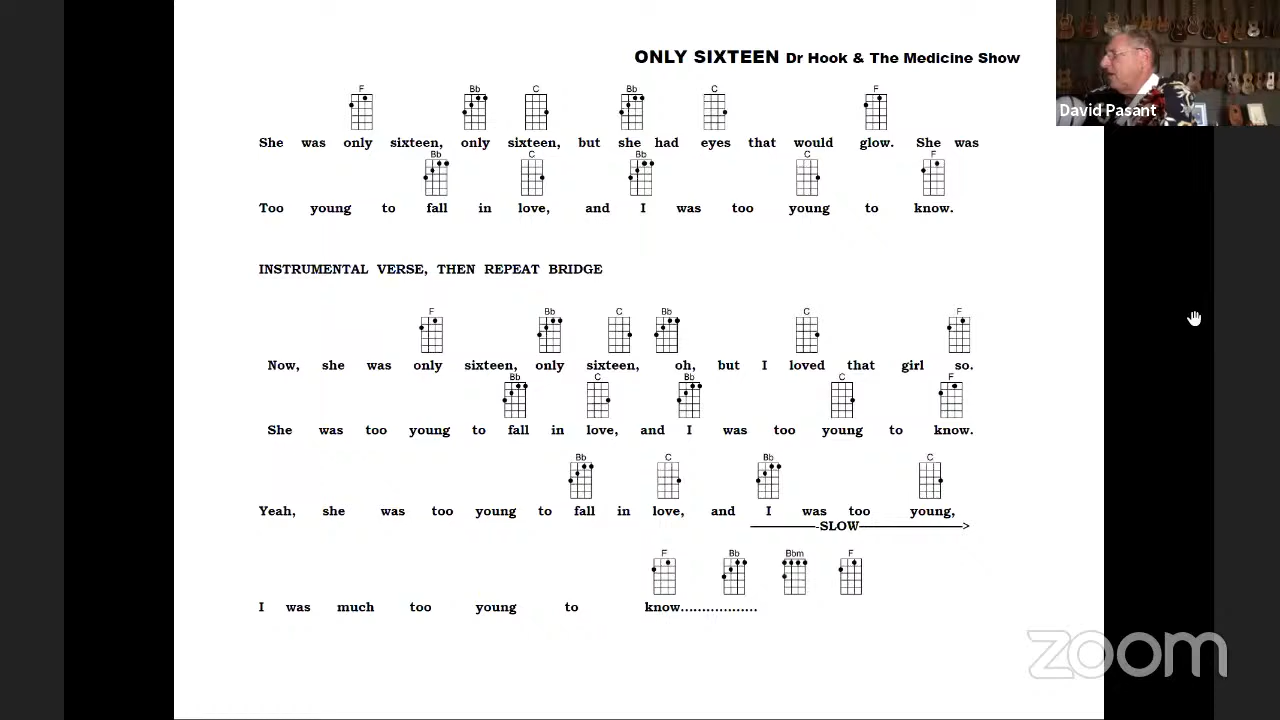 ONLY SIXTEEN Dr Hook & The Medicine Show
David Pasant
F Bb C Bb C F
She was only sixteen, only sixteen, but she had eyes that would glow. She was
Bb C Bb C F
Too young to fall in love, and I was too young to know.
INSTRUMENTAL VERSE, THEN REPEAT BRIDGE
F Bb C Bb C F
Now, she was only sixteen, only sixteen, oh, but I loved that girl so.
Bb C Bb C F
She was too young to fall in love, and I was too young to know.
Bb C Bb C
Yeah, she was too young to fall in love, and I was too young,
-SLOW
F Bb Bbm F
I was much too young to know..................
zoom